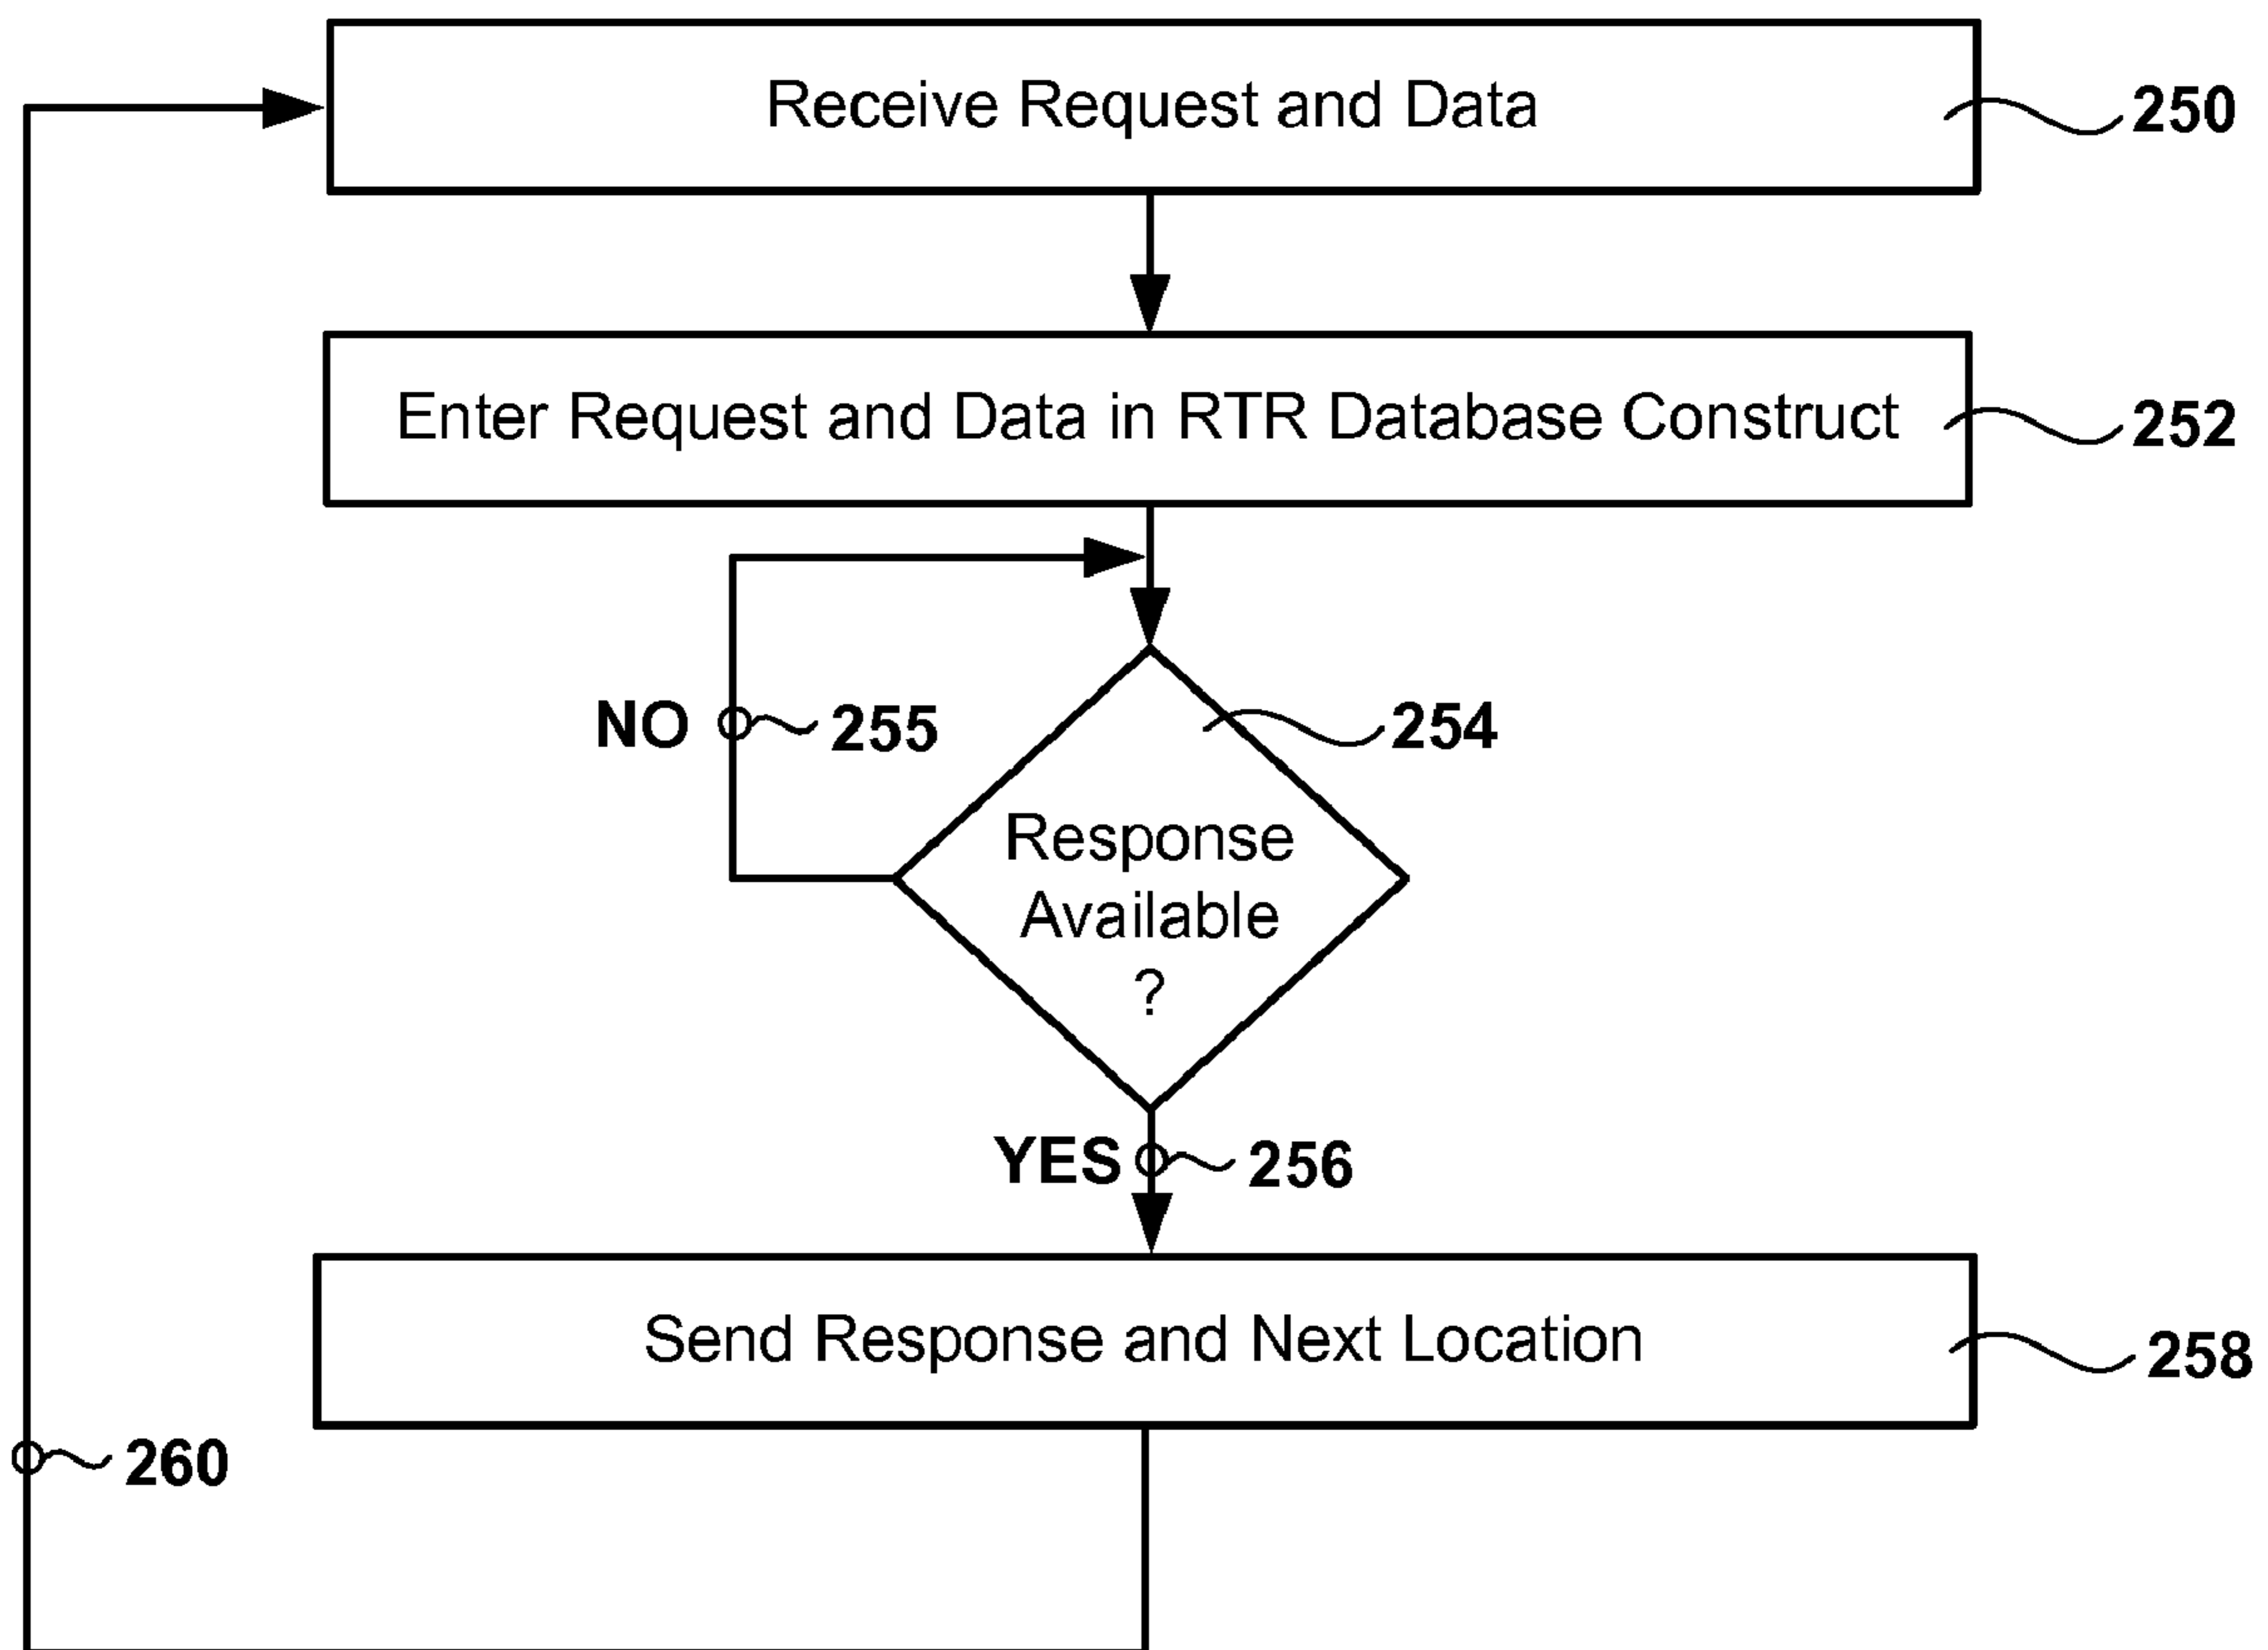 Receive Request and Data
250
Enter Request and Data in RTR Database Construct
252
NO
255
254
Response
Available
?
YES
256
Send Response and Next Location
258
260